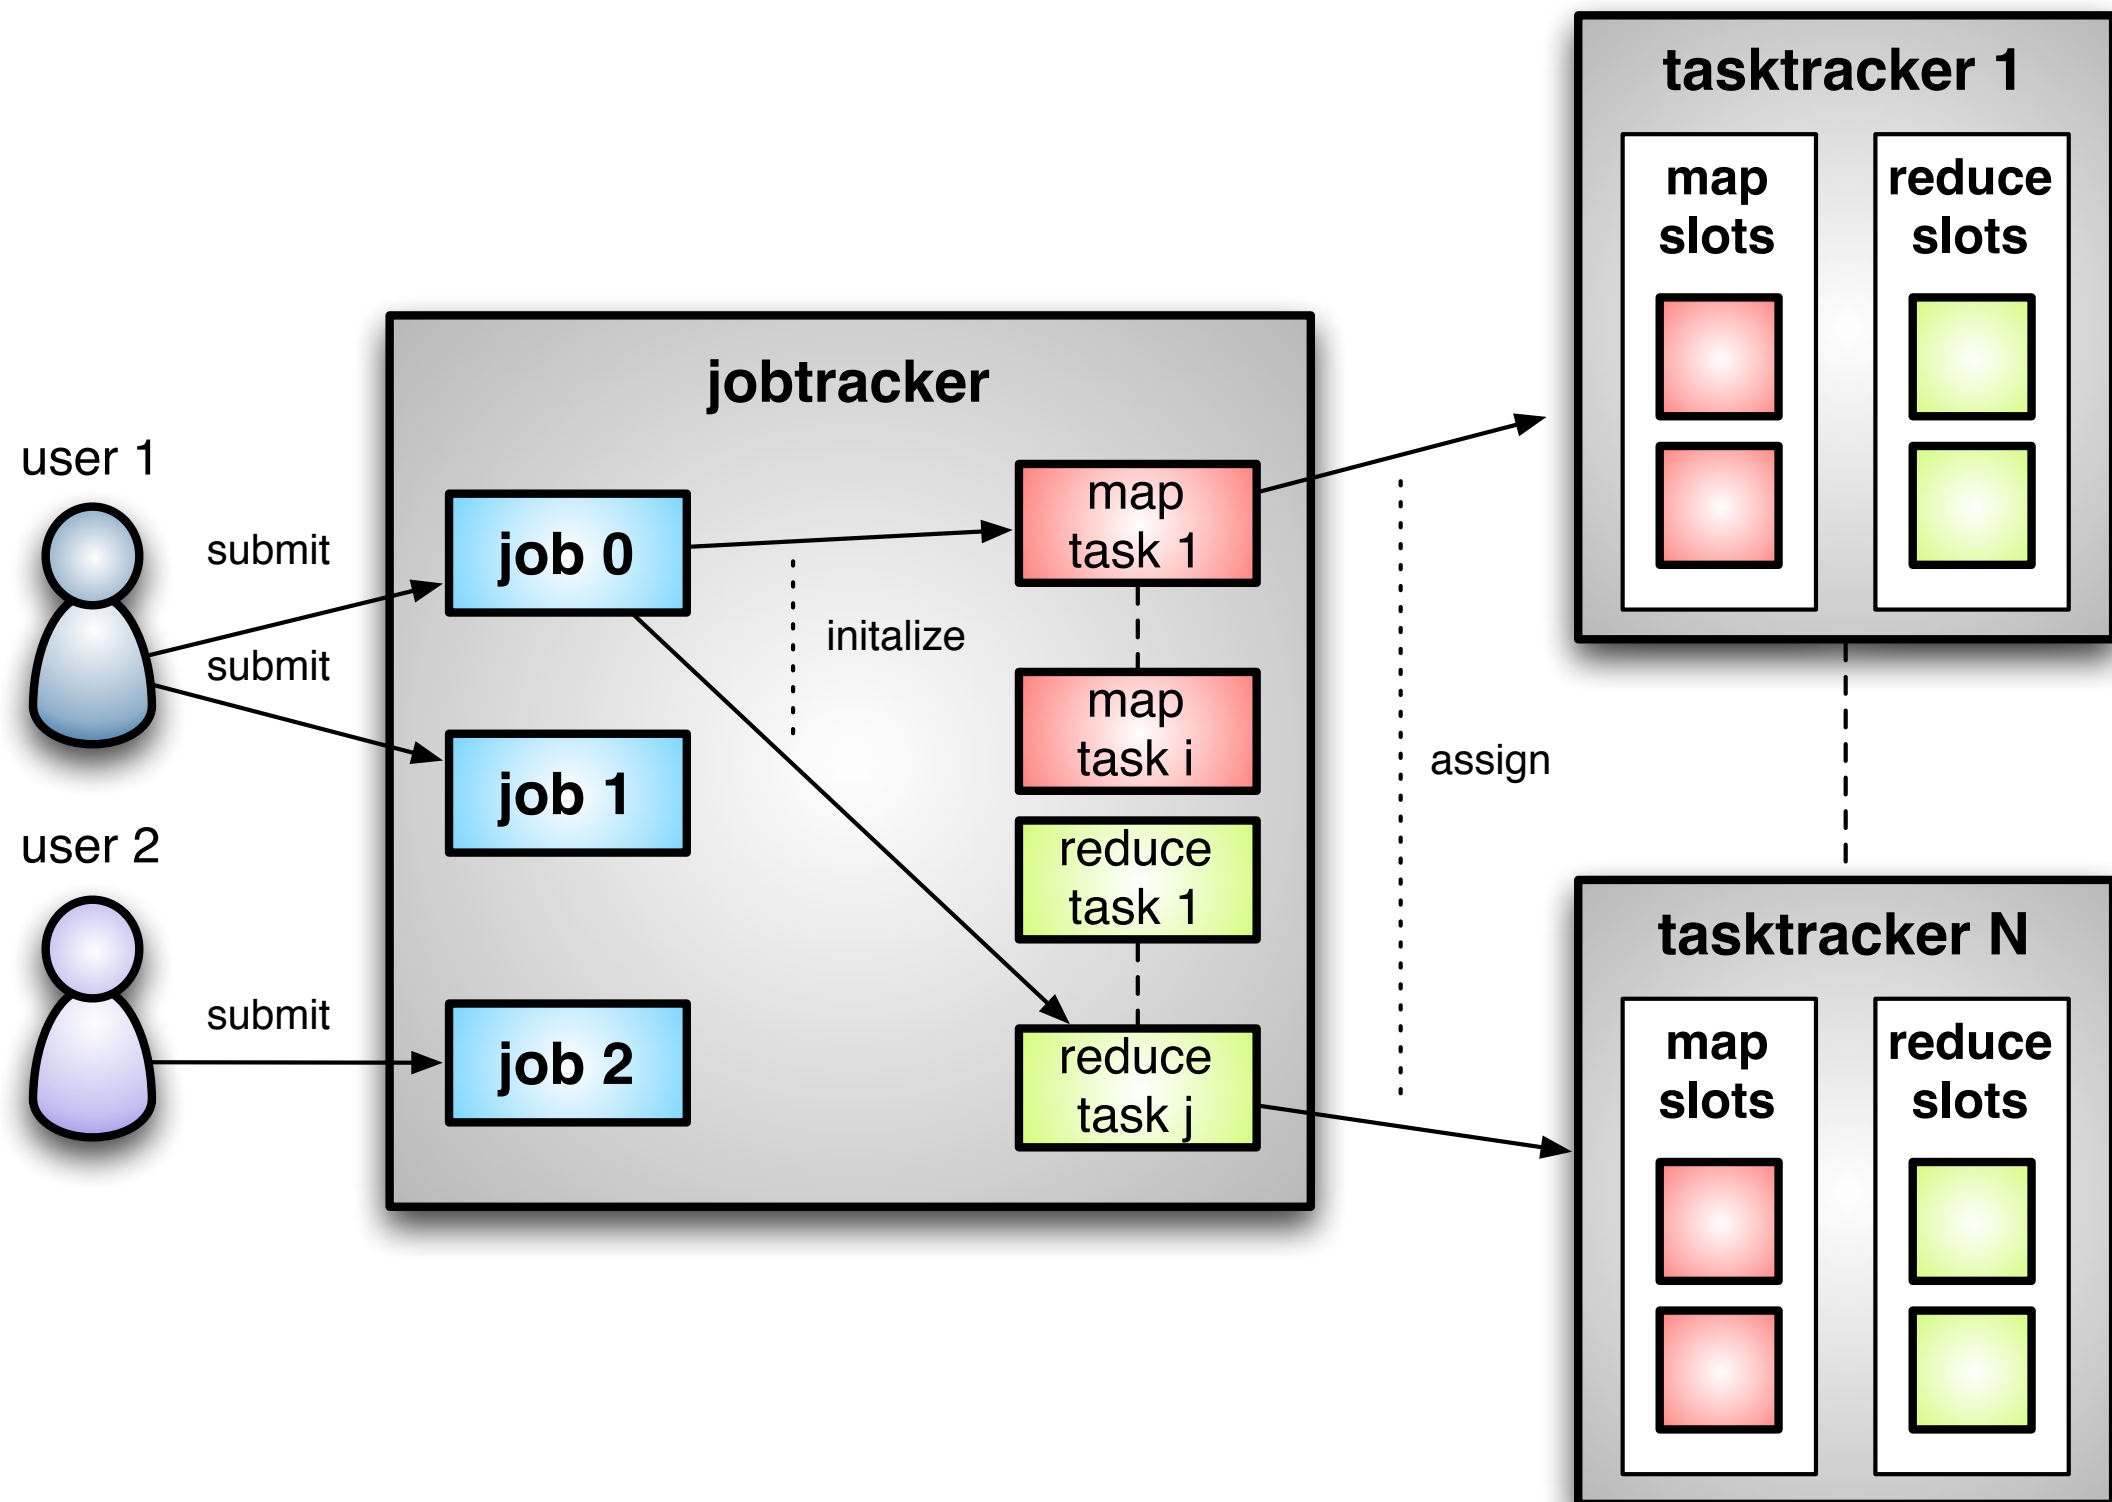 user 1
submit
submit
user 2
submit
jobtracker
job 0
job 1
job 2
initalize
map
task 1
map
task i
reduce
task 1
reduce
task j
assign
tasktracker 1
map
slots
reduce
slots
tasktracker N
map
slots
reduce
slots